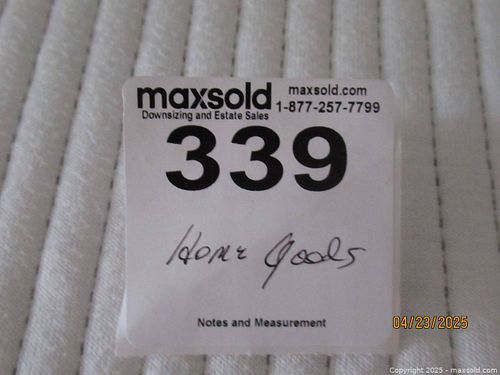 maxsold
maxsold.com
Downsizing and Estate Sales
1-877-257-7799
339
Home Goods
Notes and Measurement
04/23/2025
Copyright 2025 - maxsold.com